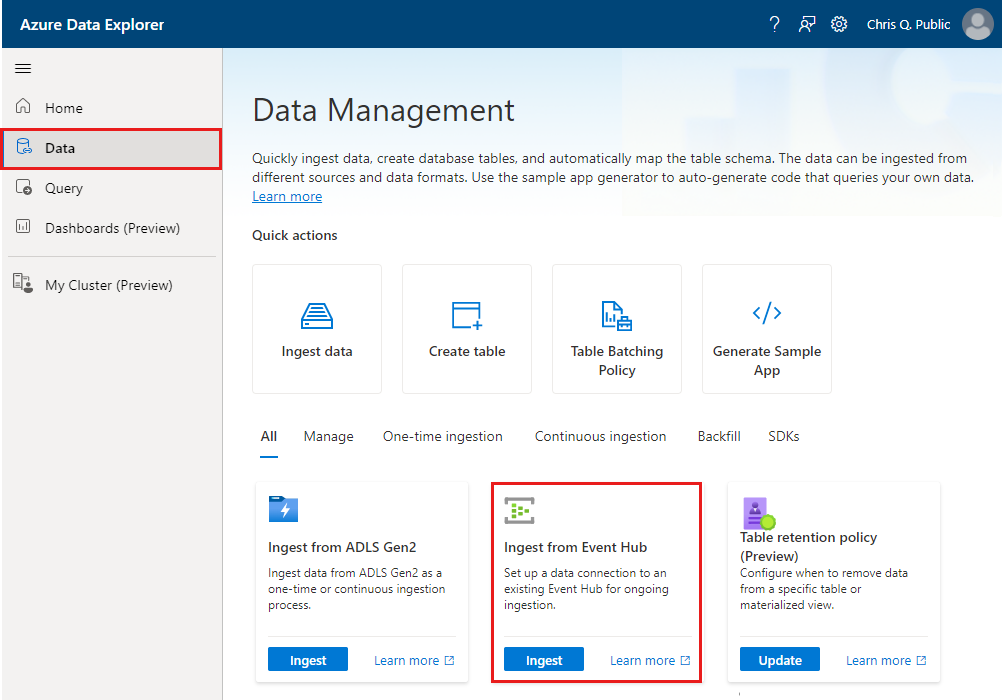 Azure Data Explorer
?
Chris Q. Public
Home
Data
Query
Dashboards (Preview)
My Cluster (Preview)
Data Management
Quickly ingest data, create database tables, and automatically map the table schema. The data can be ingested from
different sources and data formats. Use the sample app generator to auto-generate code that queries your own data.
Learn more
Quick actions
Ingest data
Create table
Table Batching
Policy
Generate Sample
App
All
Manage
One-time ingestion
Continuous ingestion
Backfill
SDKs
Ingest from ADLS Gen2
Ingest data from ADLS Gen2 as a
one-time or continuous ingestion
process.
Ingest
Learn more
Ingest from Event Hub
Set up a data connection to an
existing Event Hub for ongoing
ingestion.
Ingest
Learn more
Table retention policy
(Preview)
Configure when to remove data
from a specific table or
materialized view.
Update
Learn more